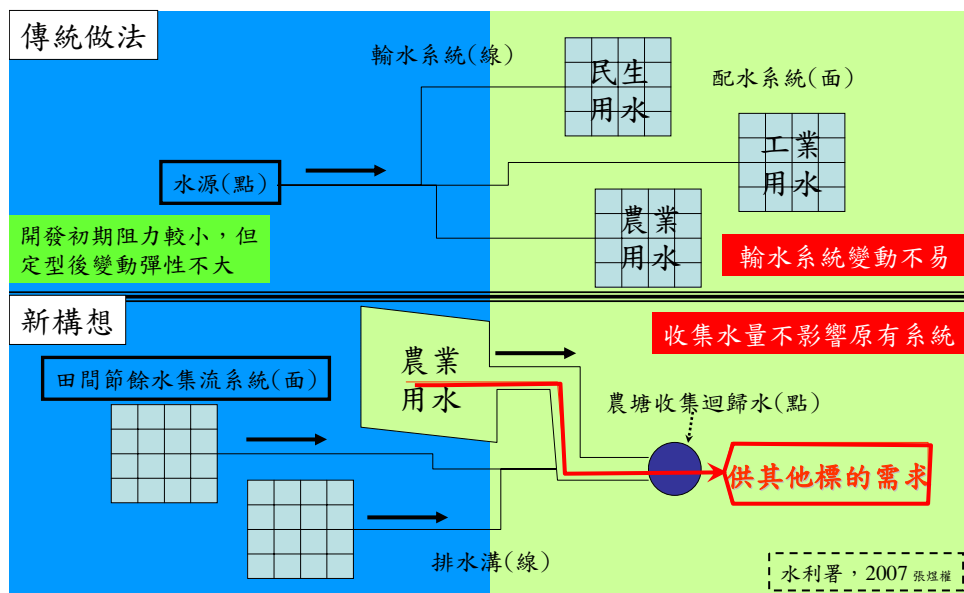 傳統做法
輸水系統(線)
民生
用水
配水系統(面)
工業
用水
水源(點)
農業
用水
開發初期阻力較小，但
定型後變動彈性不大
輸水系統變動不易
新構想
收集水量不影響原有系統
農業
用水
田間節餘水集流系統(面)
農塘收集迴歸水(點)
供其他標的需求
排水溝(線)
水利署，2007 張煜權